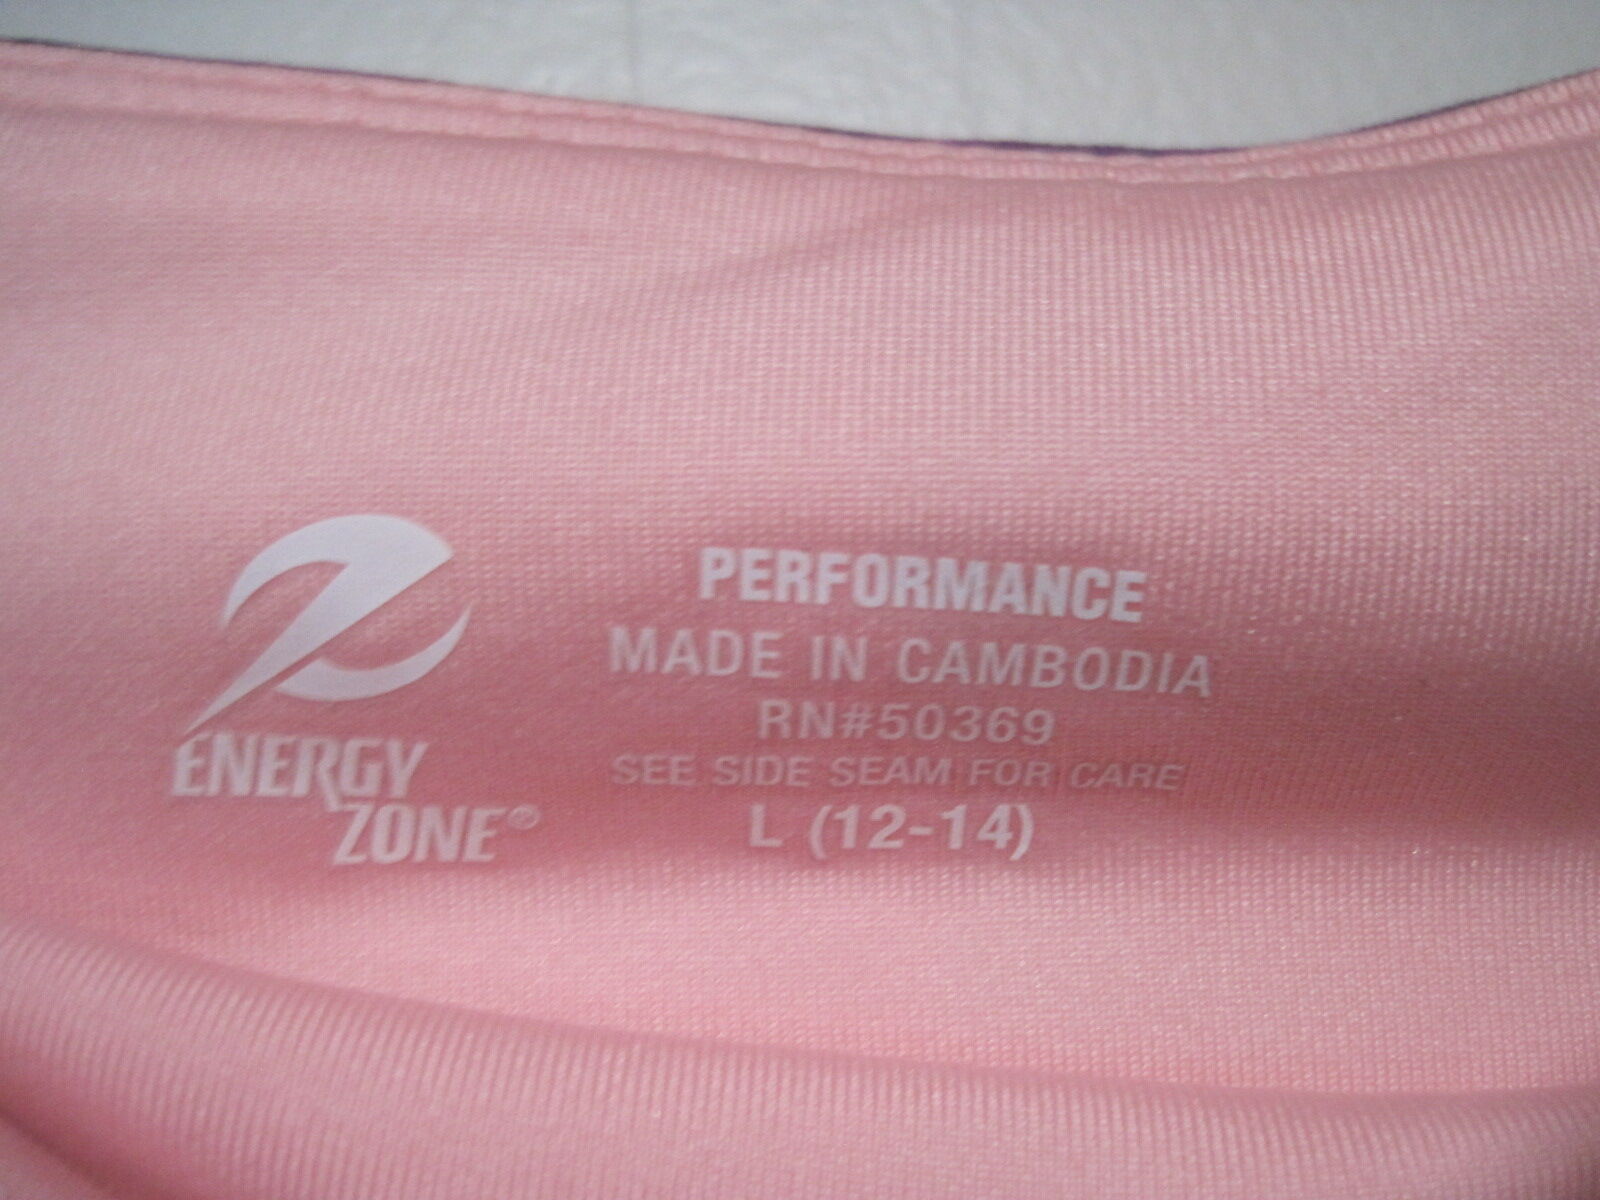 ENERGY
ZONE®
PERFORMANCE
MADE IN CAMBODIA
RN#50369
SEE SIDE SEAM FOR CARE
L (12-14)